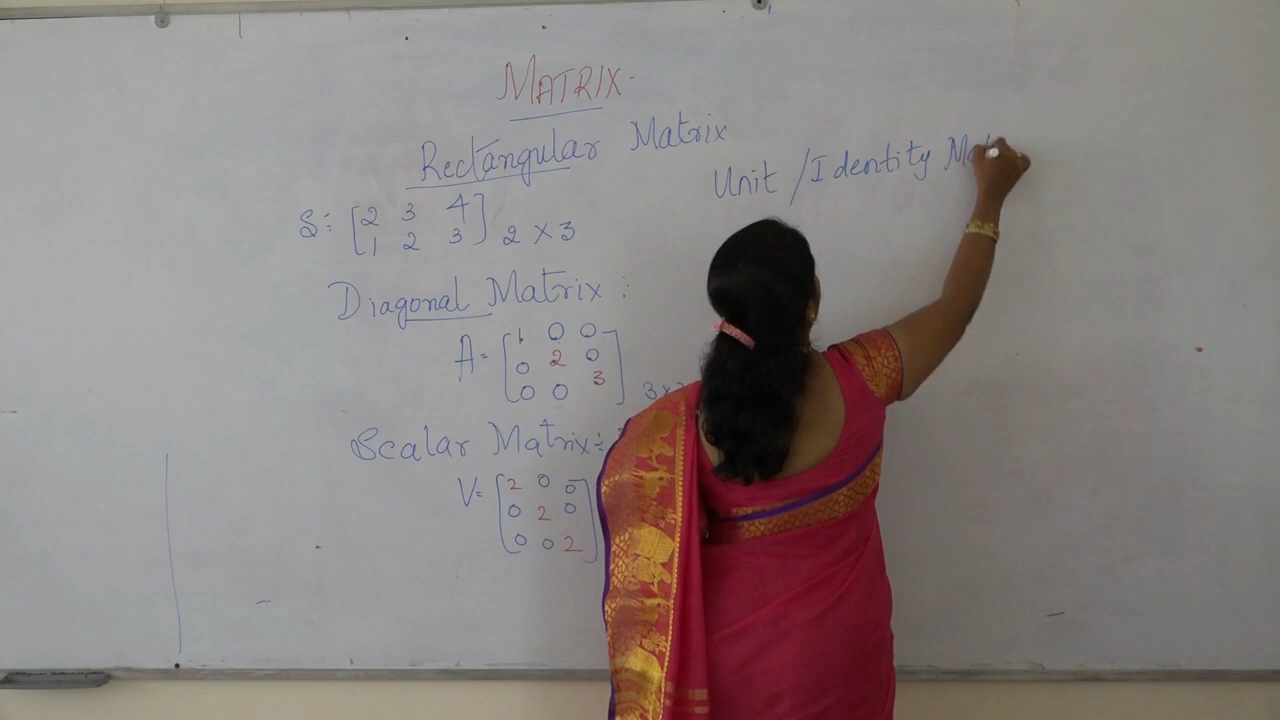 MATRIX
Rectangular Matrix
S: [2 3 4
1 2 3] 2 × 3
Diagonal Matrix :
A= [1 0 0
0 2 0
0 0 3]
Scalar Matrix:
V= [2 0 0
0 2 0
0 0 2]
Unit / Identity Mat